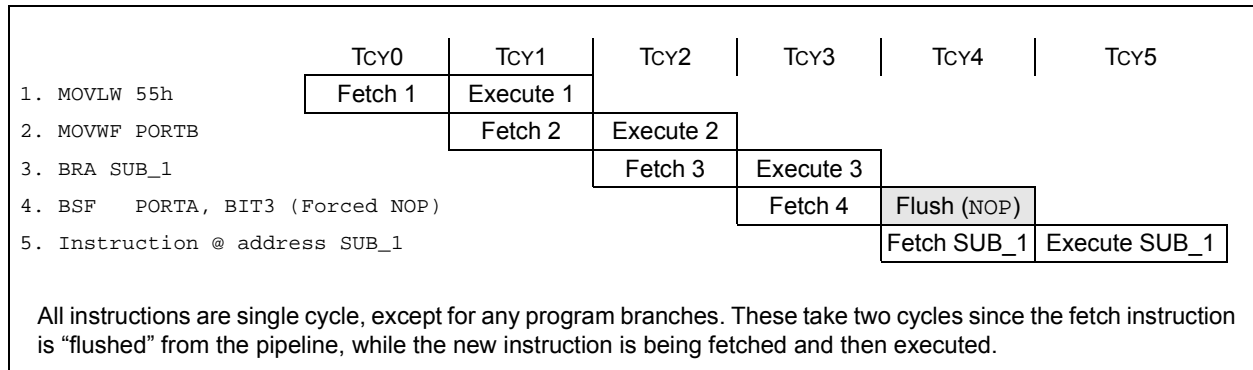 TCY0 TCY1 TCY2 TCY3 TCY4 TCY5
1. MOVLW 55h Fetch 1 Execute 1
2. MOVWF PORTB Fetch 2 Execute 2
3. BRA SUB_1 Fetch 3 Execute 3
4. BSF PORTA, BIT3 (Forced NOP) Fetch 4 Flush (NOP)
5. Instruction @ address SUB_1 Fetch SUB_1 Execute SUB_1
All instructions are single cycle, except for any program branches. These take two cycles since the fetch instruction
is “flushed” from the pipeline, while the new instruction is being fetched and then executed.